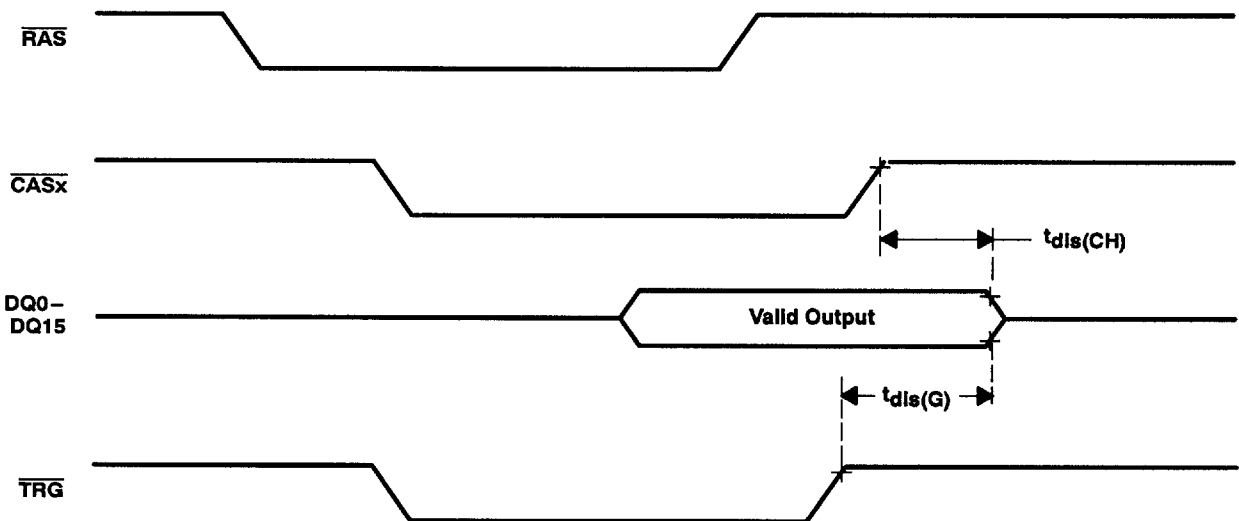 RAS
CASx
tdis(CH)
DQ0–
DQ15
Valid Output
tdis(G)
TRG